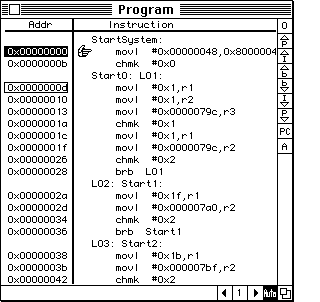 Program
Addr Instruction 0
StartSystem:
0x00000000 movl #0x00000048,0x8000004
0x0000000b chmk #0x0
Start0: L01:
0x0000000d movl #0x1,r1
0x00000010 movl #0x1,r2
0x00000013 movl #0x0000079c,r3
0x0000001a chmk #0x1
0x0000001c movl #0x1,r1
0x0000001f movl #0x0000079c,r2
0x00000026 chmk #0x2
0x00000028 brb L01
L02: Start1:
0x0000002a movl #0x1f,r1
0x0000002d movl #0x000007a0,r2
0x00000034 chmk #0x2
0x00000036 brb Start1
L03: Start2:
0x00000038 movl #0x1b,r1
0x0000003b movl #0x000007bf,r2
0x00000042 chmk #0x2
P
I
b
b
I
P
PC
A
1 Auto